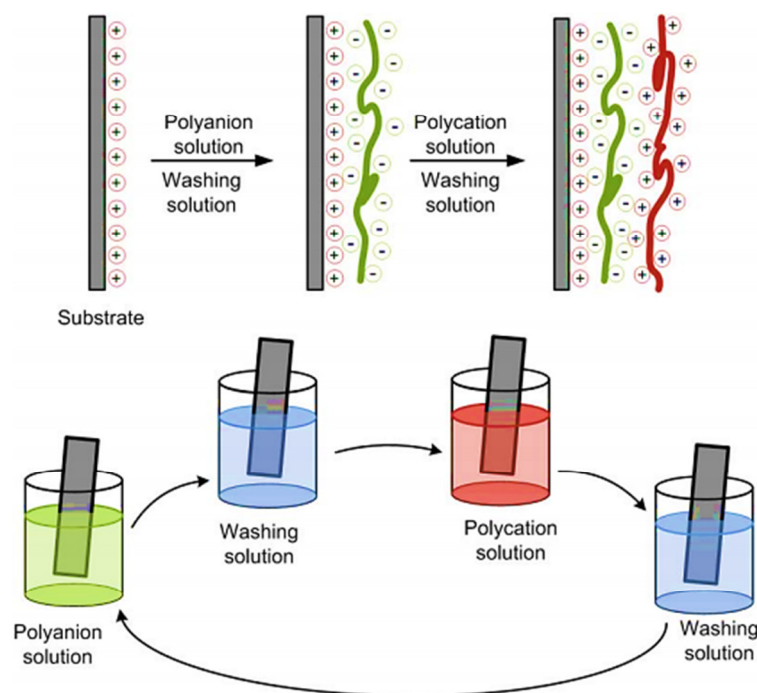 Polyanion
solution
Washing
solution
Polycation
solution
Washing
solution
Substrate
Washing
solution
Polycation
solution
Polyanion
solution
Washing
solution